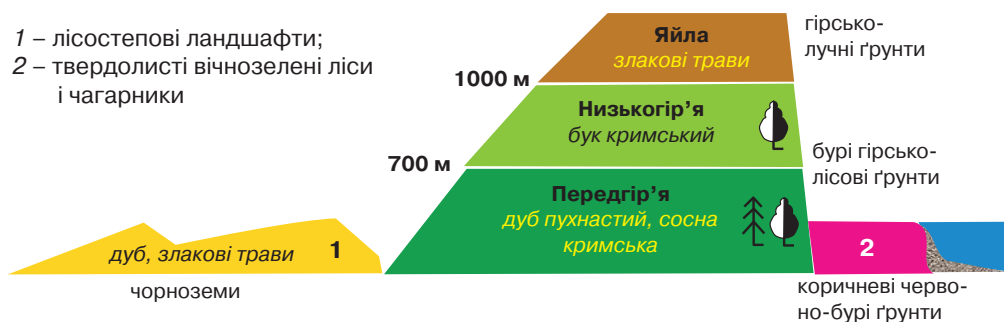 1 – лісостепові ландшафти;
2 – твердолисті вічнозелені ліси
і чагарники
Яйла
злакові трави
гірсько-
лучні ґрунти
1000 м
Низькогір’я
бук кримський
700 м
бурі гірсько-
лісові ґрунти
Передгір’я
дуб пухнастий, сосна
кримська
дуб, злакові трави 1
2
чорноземи
коричневі черво-
но-бурі ґрунти